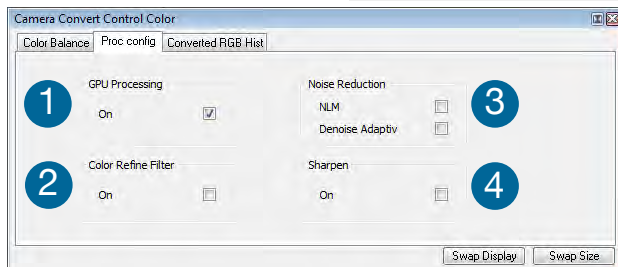 Camera Convert Control Color
Color Balance Proc config Converted RGB Hist
1 GPU Processing
On
Noise Reduction 3
NLM
Denoise Adaptiv
2 Color Refine Filter
On
Sharpen 4
On
Swap Display Swap Size